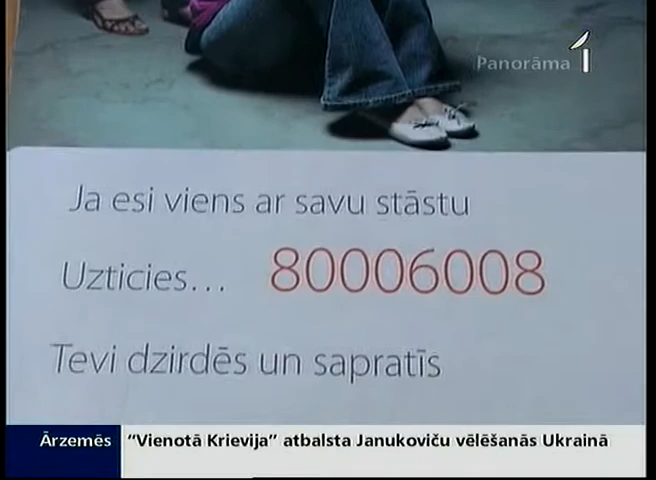 Panorāma 1
Ja esi viens ar savu stāstu
Uzticies... 80006008
Tevi dzirdēs un sapratīs
Ārzemēs "Vienotā Krievija" atbalsta Janukoviču vēlēšanās Ukrainā